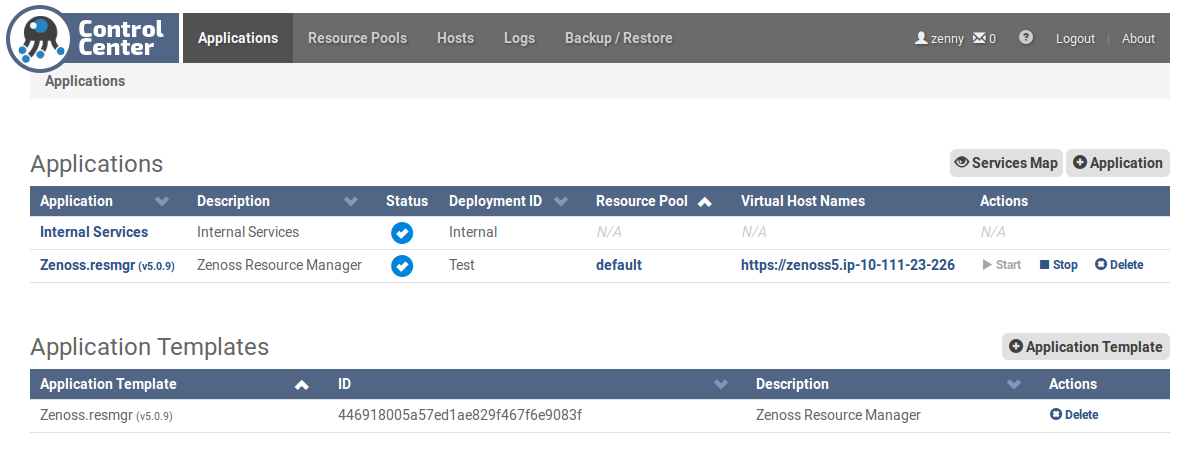 Control Center
Applications Resource Pools Hosts Logs Backup / Restore zenny 0 ? Logout | About
Applications
Applications Services Map Application
Application Description Status Deployment ID Resource Pool Virtual Host Names Actions
Internal Services Internal Services Internal N/A N/A N/A
Zenoss.resmgr (v5.0.9) Zenoss Resource Manager Test default https://zenoss5.ip-10-111-23-226 Start Stop Delete
Application Templates Application Template
Application Template ID Description Actions
Zenoss.resmgr (v5.0.9) 446918005a57ed1ae829f467f6e9083f Zenoss Resource Manager Delete